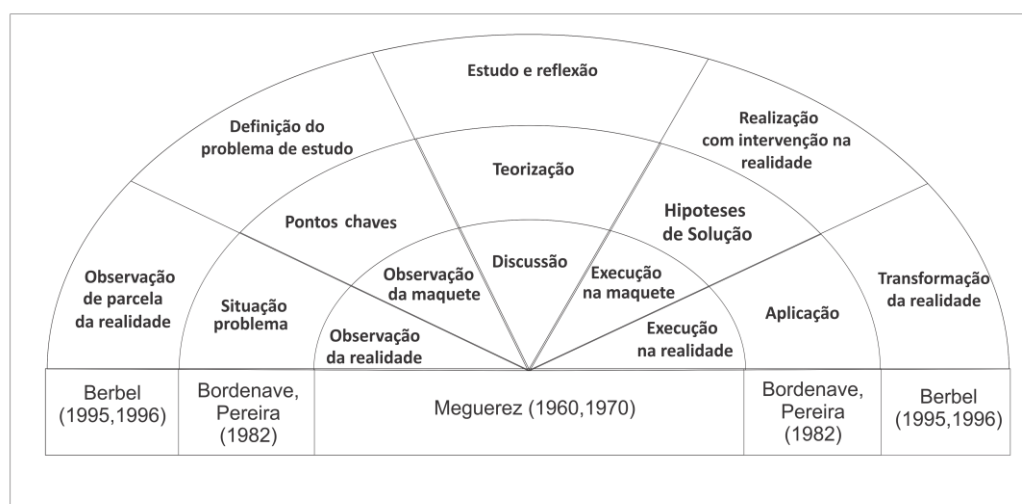 Estudo e reflexão
Definição do
problema de estudo
Realização
com intervenção na
realidade
Teorização
Pontos chaves
Hipoteses
de Solução
Observação
de parcela
da realidade
Situação
problema
Observação
da maquete
Discussão
Execução
na maquete
Observação
da realidade
Execução
na realidade
Aplicação
Transformação
da realidade
Berbel
(1995,1996)
Bordenave,
Pereira
(1982)
Meguerez (1960,1970)
Bordenave,
Pereira
(1982)
Berbel
(1995,1996)